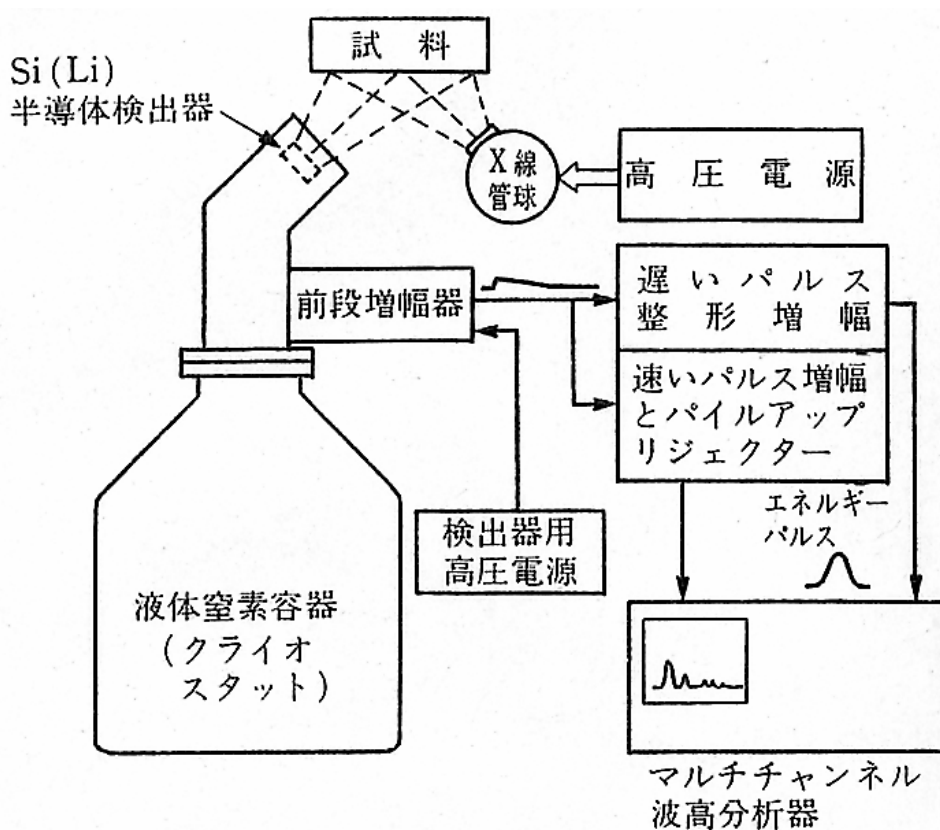 試料
Si(Li)
半導体検出器
X線
管球
高圧電源
前段増幅器
遅いパルス
整形増幅
速いパルス増幅
とパイルアップ
リジェクター
エネルギー
パルス
検出器用
高圧電源
液体窒素容器
(クライオ
スタット)
マルチチャンネル
波高分析器